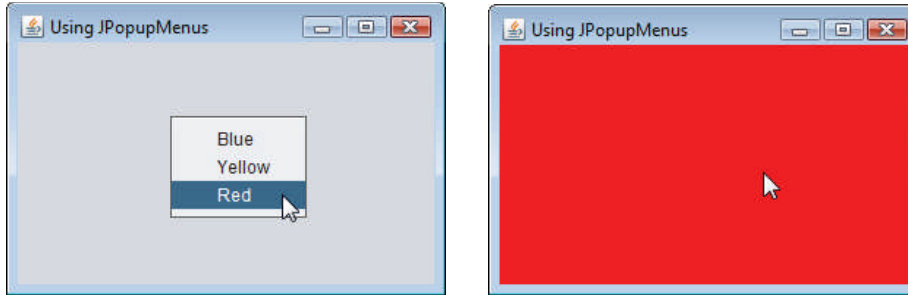 Using JPopupMenus
Blue
Yellow
Red
Using JPopupMenus